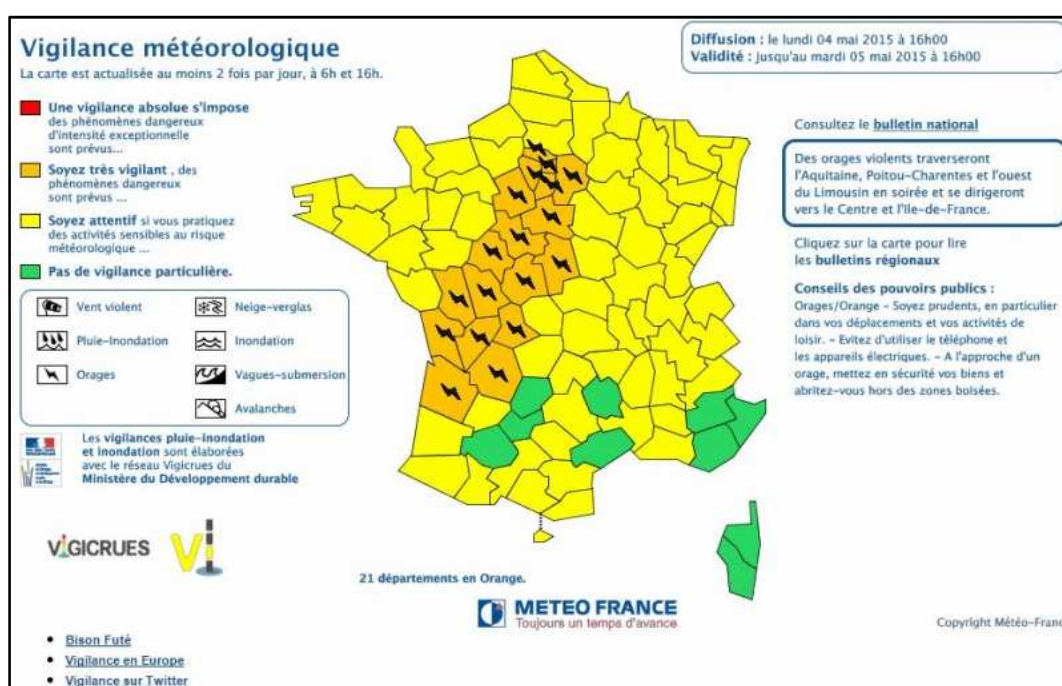 Vigilance météorologique
La carte est actualisée au moins 2 fois par jour, à 6h et 16h.
Diffusion : le lundi 04 mai 2015 à 16h00
Validité : Jusqu'au mardi 05 mai 2015 à 16h00
Une vigilance absolue s'impose
des phénomènes dangereux
d'intensité exceptionnelle
sont prévus...
Soyez très vigilant , des
phénomènes dangereux
sont prévus ...
Soyez attentif si vous pratiquez
des activités sensibles au risque
météorologique ...
Pas de vigilance particulière.
Vent violent
Neige-verglas
Pluie-Inondation
Inondation
Orages
Vagues-submersion
Avalanches
Les vigilances pluie-inondation
et inondation sont élaborées
avec le réseau Vigicrues du
Ministère du Développement durable
VIGICRUES
Vi
Consultez le bulletin national
Des orages violents traverseront
l'Aquitaine, Poitou-Charentes et l'ouest
du Limousin en soirée et se dirigeront
vers le Centre et l'Ile-de-France.
Cliquez sur la carte pour lire
les bulletins régionaux
Conseils des pouvoirs publics :
Orages/Orange - Soyez prudents, en particulier
dans vos déplacements et vos activités de
loisir. - Evitez d'utiliser le téléphone et
les appareils électriques. - A l'approche d'un
orage, mettez en sécurité vos biens et
abritez-vous hors des zones boisées.
21 départements en Orange.
METEO FRANCE
Toujours un temps d'avance
Copyright Météo-Franc
Bison Futé
Vigilance en Europe
Vigilance sur Twitter